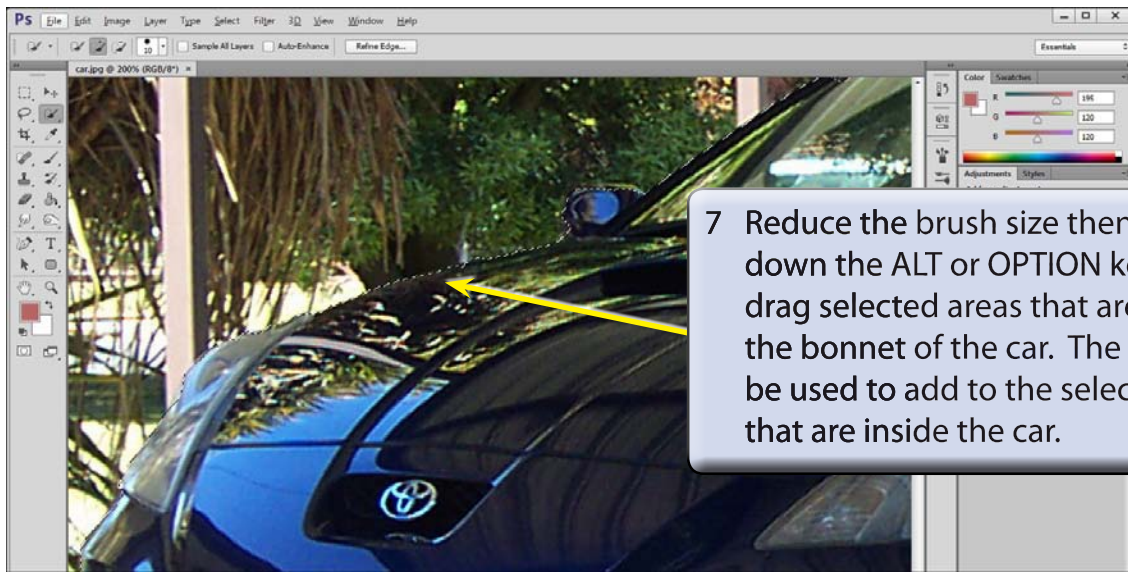 Ps File Edit Image Layer Type Select Filter 3D View Window Help
10 Sample All Layers Auto-Enhance Refine Edge... Essentials
car.jpg @ 200% (RGB/8*) ×
Color Swatches
R 195
G 120
B 120
Adjustments Styles
7 Reduce the brush size then
down the ALT or OPTION k
drag selected areas that ar
the bonnet of the car. The
be used to add to the selec
that are inside the car.